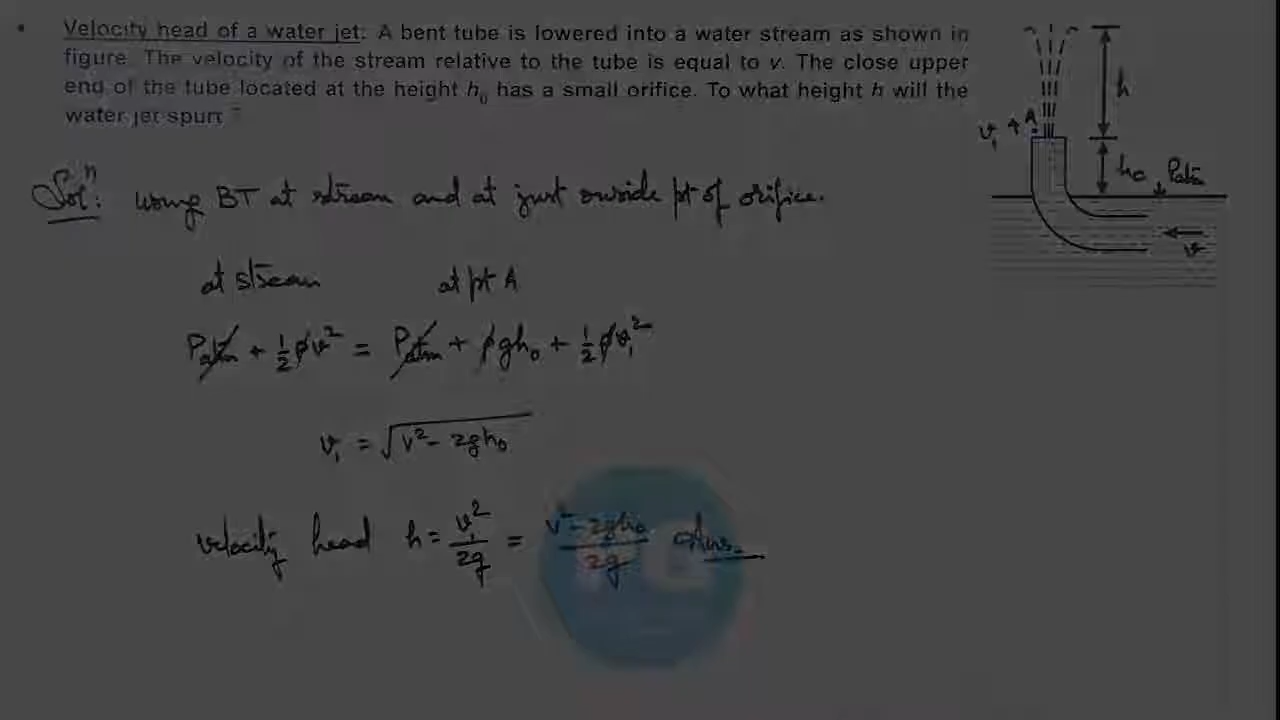 • Velocity head of a water jet: A bent tube is lowered into a water stream as shown in
figure. The velocity of the stream relative to the tube is equal to v. The close upper
end of the tube located at the height h₀ has a small orifice. To what height h will the
water jet spurt ?
h
v₁ ↑ A
h₀ Patm
v
Solⁿ: Using BT at stream and at just outside pt of orifice.
at stream at pt A
Patm + ½ρv² = Patm + ρgh₀ + ½ρv₁²
v₁ = √(v² - 2gh₀)
velocity head h = v₁²/2g = v² - 2gh₀/2g Ans.